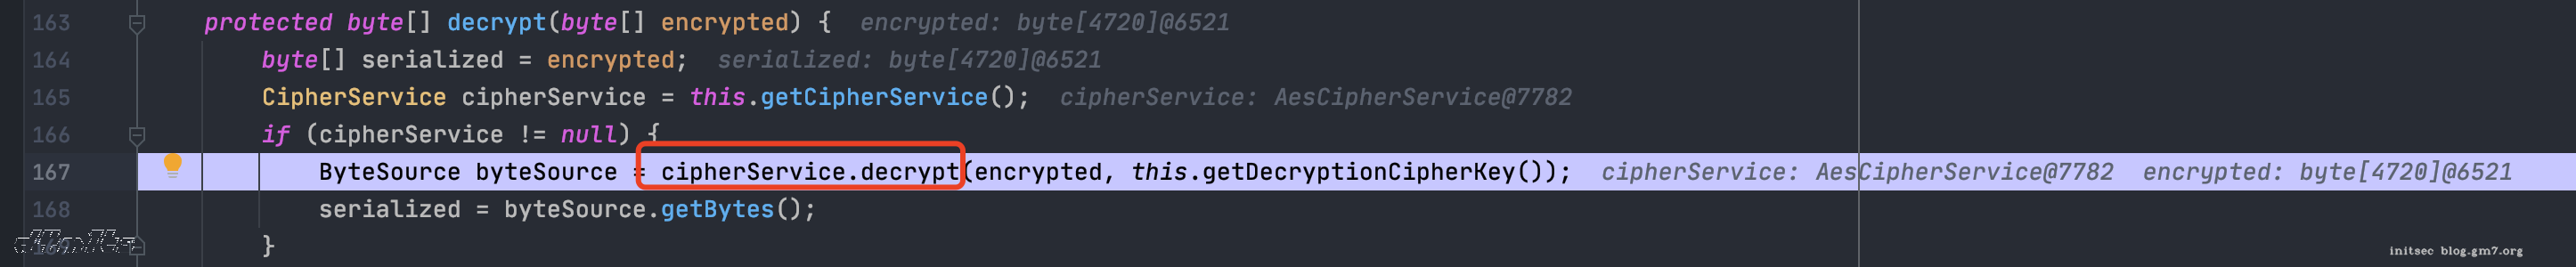 163 protected byte[] decrypt(byte[] encrypted) { encrypted: byte[4720]@6521
164 byte[] serialized = encrypted; serialized: byte[4720]@6521
165 CipherService cipherService = this.getCipherService(); cipherService: AesCipherService@7782
166 if (cipherService != null) {
167 ByteSource byteSource = cipherService.decrypt(encrypted, this.getDecryptionCipherKey()); cipherService: AesCipherService@7782 encrypted: byte[4720]@6521
168 serialized = byteSource.getBytes();
169 }
initsec blog.gm7.org